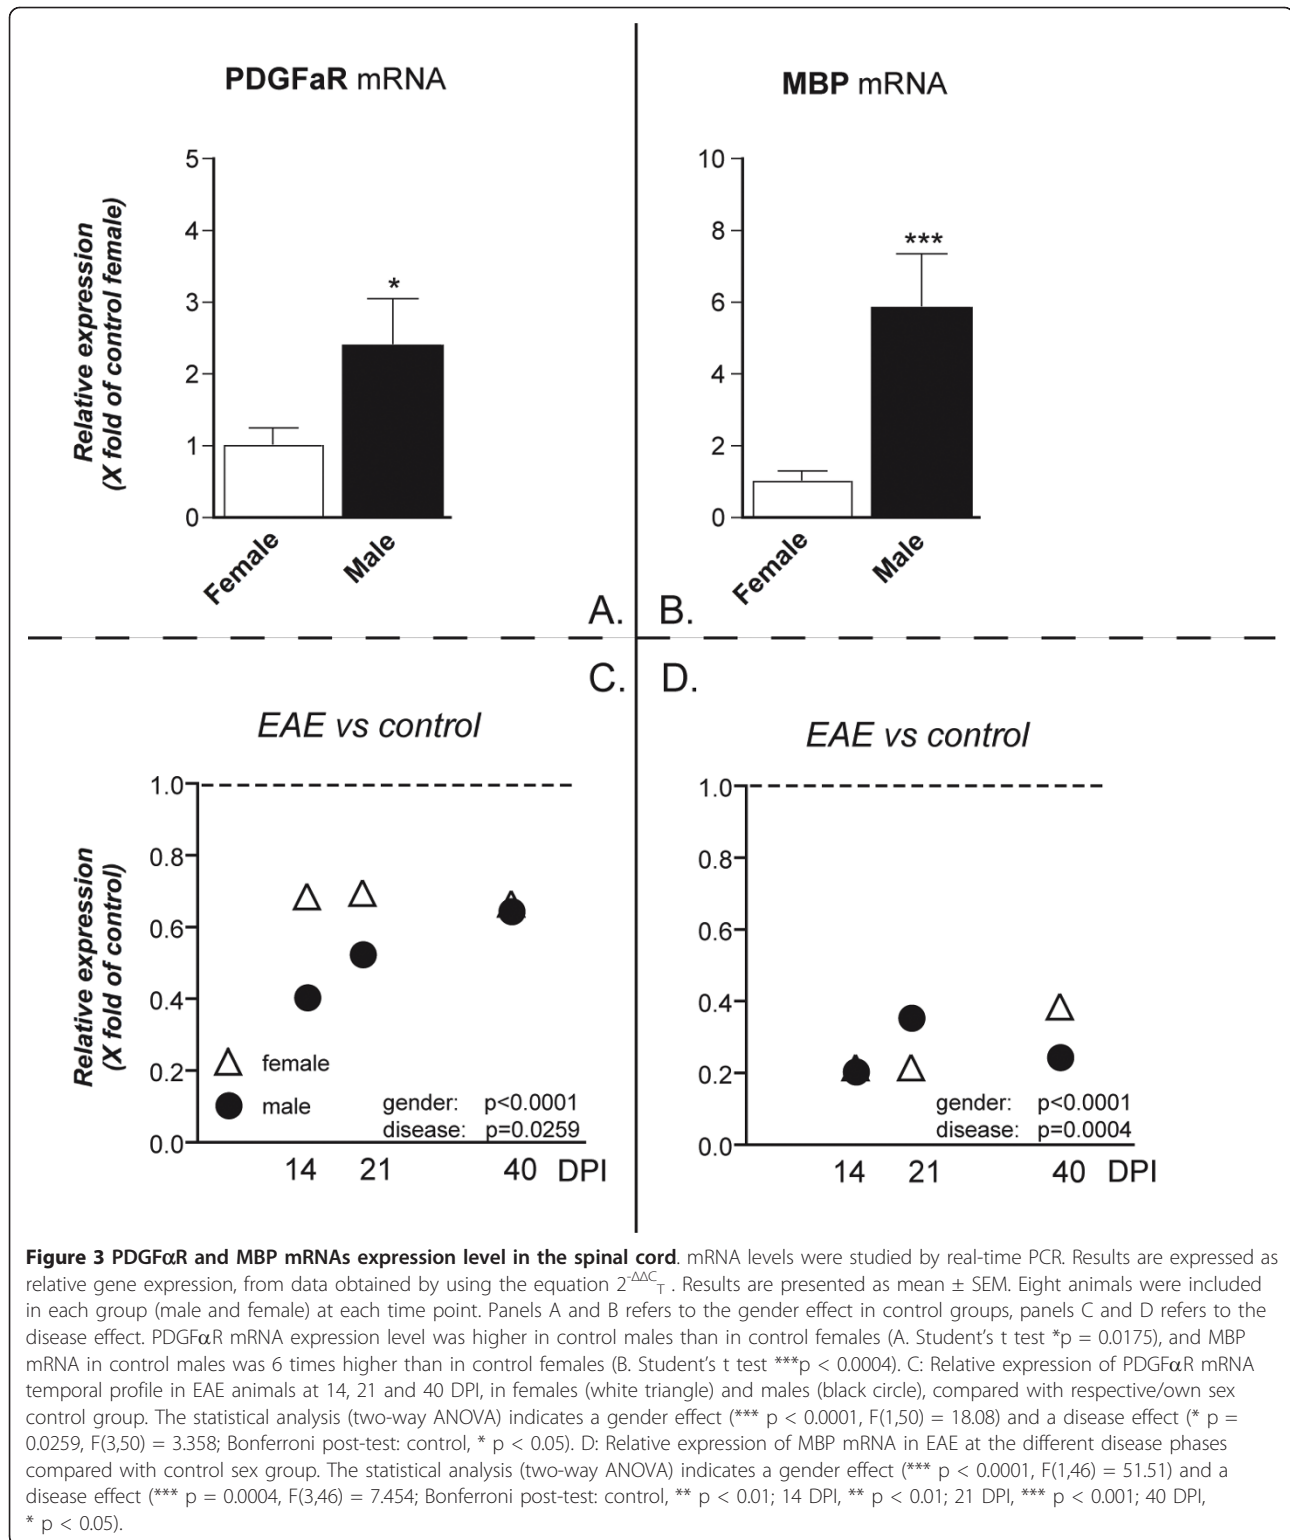 PDGFaR mRNA
MBP mRNA
Relative expression
(X fold of control female)
5
4
3
2
1
0
*
Female
Male
A.
10
8
6
4
2
0
***
Female
Male
B.
C.
EAE vs control
Relative expression
(X fold of control)
1.0
0.8
0.6
0.4
0.2
0.0
female
male
gender: p<0.0001
disease: p=0.0259
14 21 40 DPI
D.
EAE vs control
1.0
0.8
0.6
0.4
0.2
0.0
gender: p<0.0001
disease: p=0.0004
14 21 40 DPI
Figure 3 PDGFαR and MBP mRNAs expression level in the spinal cord. mRNA levels were studied by real-time PCR. Results are expressed as
relative gene expression, from data obtained by using the equation 2^-ΔΔC_T . Results are presented as mean ± SEM. Eight animals were included
in each group (male and female) at each time point. Panels A and B refers to the gender effect in control groups, panels C and D refers to the
disease effect. PDGFαR mRNA expression level was higher in control males than in control females (A. Student's t test *p = 0.0175), and MBP
mRNA in control males was 6 times higher than in control females (B. Student's t test ***p < 0.0004). C: Relative expression of PDGFαR mRNA
temporal profile in EAE animals at 14, 21 and 40 DPI, in females (white triangle) and males (black circle), compared with respective/own sex
control group. The statistical analysis (two-way ANOVA) indicates a gender effect (*** p < 0.0001, F(1,50) = 18.08) and a disease effect (* p =
0.0259, F(3,50) = 3.358; Bonferroni post-test: control, * p < 0.05). D: Relative expression of MBP mRNA in EAE at the different disease phases
compared with control sex group. The statistical analysis (two-way ANOVA) indicates a gender effect (*** p < 0.0001, F(1,46) = 51.51) and a
disease effect (*** p = 0.0004, F(3,46) = 7.454; Bonferroni post-test: control, ** p < 0.01; 14 DPI, ** p < 0.01; 21 DPI, *** p < 0.001; 40 DPI,
* p < 0.05).